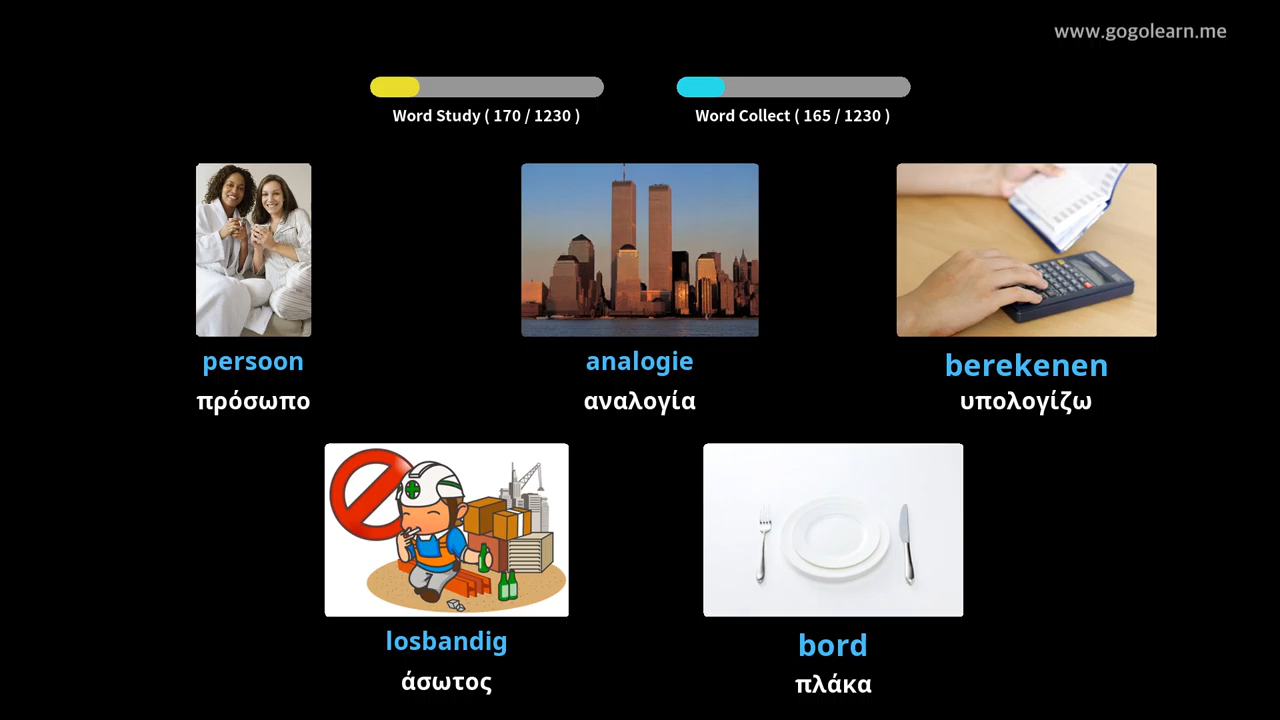 www.gogolearn.me
Word Study ( 170 / 1230 )
Word Collect ( 165 / 1230 )
persoon
πρόσωπο
analogie
αναλογία
berekenen
υπολογίζω
losbandig
άσωτος
bord
πλάκα